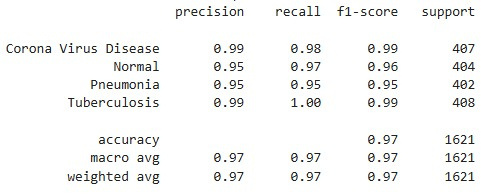 precision recall f1-score support
Corona Virus Disease 0.99 0.98 0.99 407
Normal 0.95 0.97 0.96 404
Pneumonia 0.95 0.95 0.95 402
Tuberculosis 0.99 1.00 0.99 408
accuracy 0.97 1621
macro avg 0.97 0.97 0.97 1621
weighted avg 0.97 0.97 0.97 1621